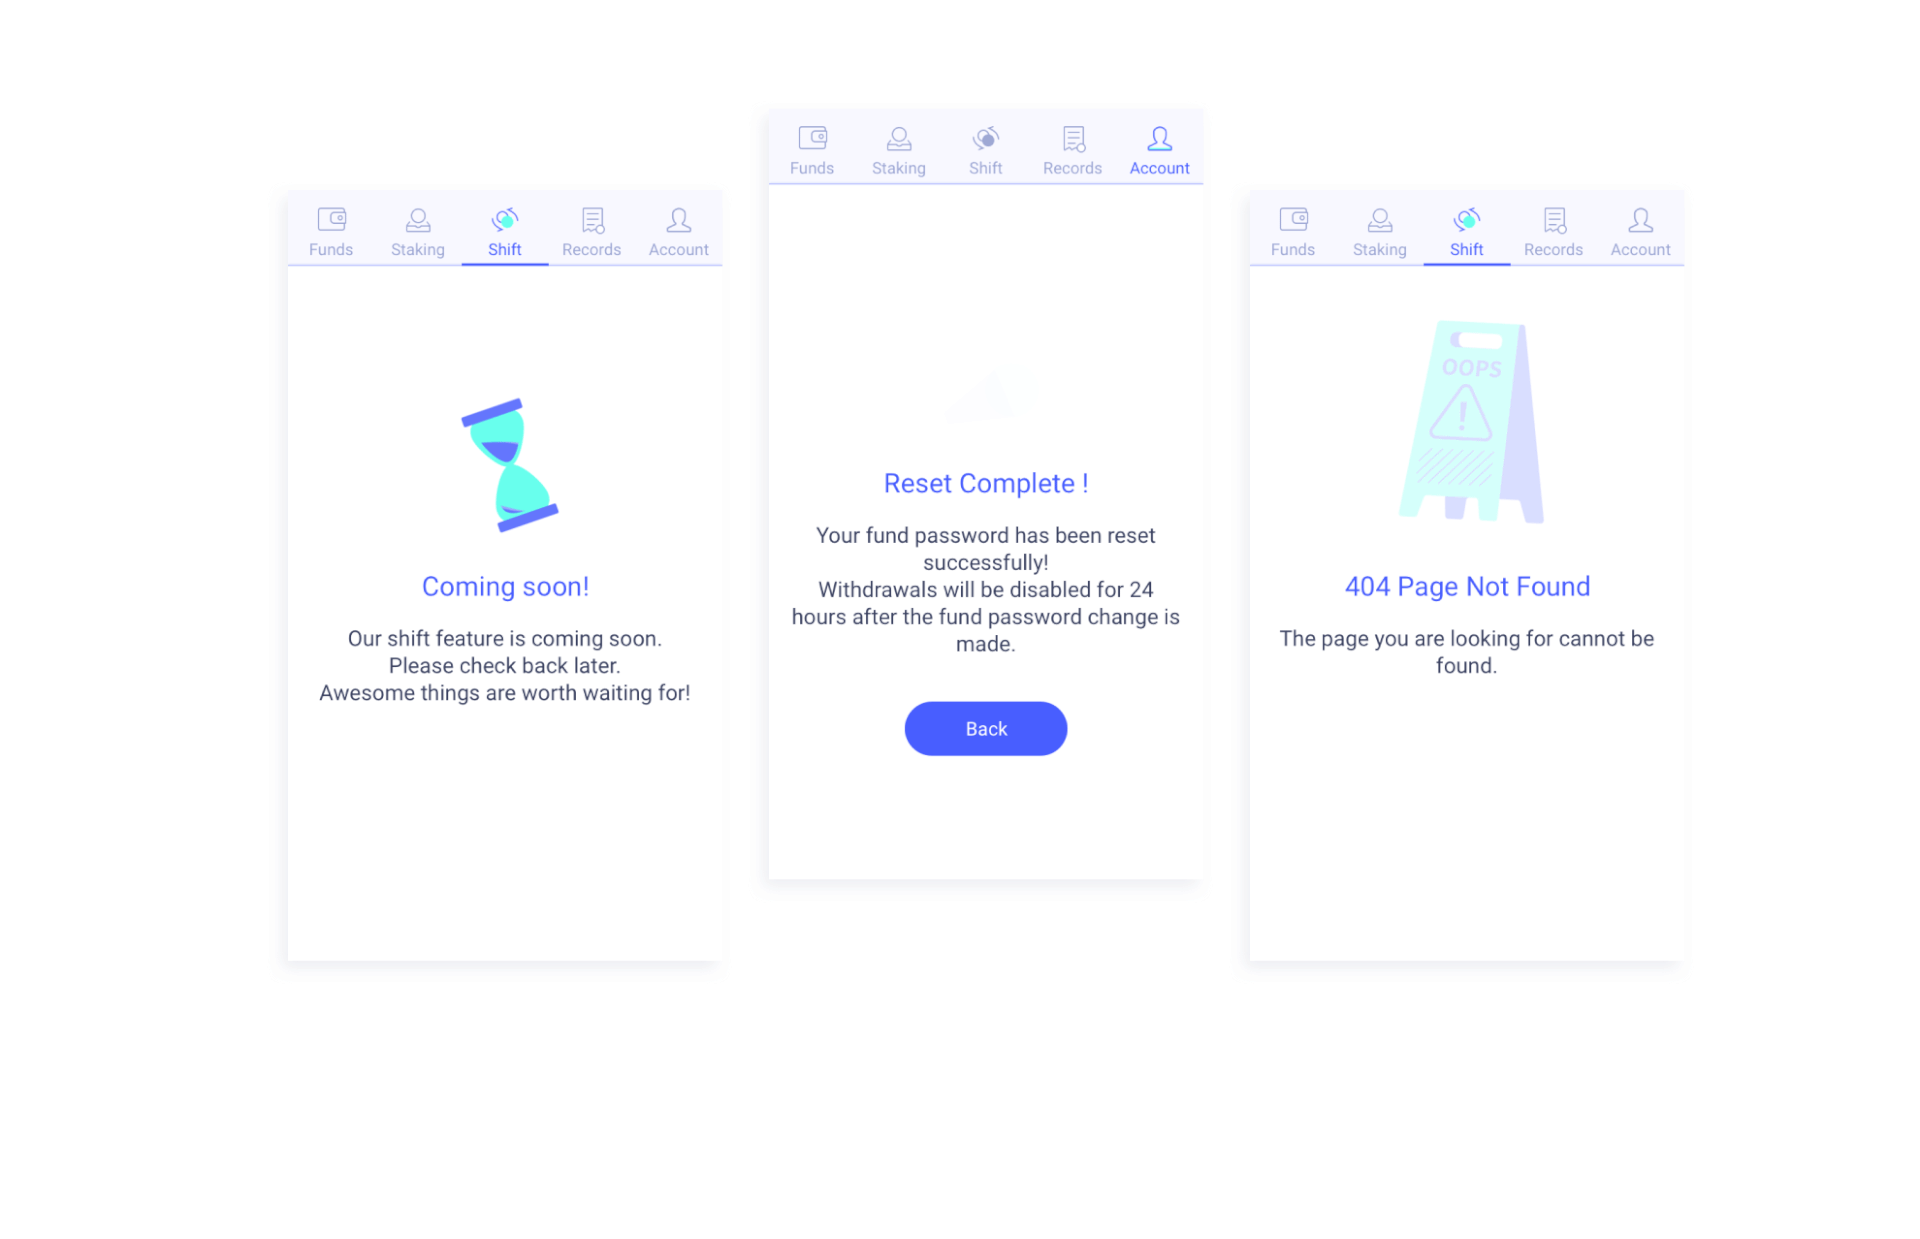 Funds Staking Shift Records Account
Coming soon!
Our shift feature is coming soon.
Please check back later.
Awesome things are worth waiting for!
Funds Staking Shift Records Account
Reset Complete !
Your fund password has been reset
successfully!
Withdrawals will be disabled for 24
hours after the fund password change is
made.
Back
Funds Staking Shift Records Account
OOPS
!
404 Page Not Found
The page you are looking for cannot be
found.